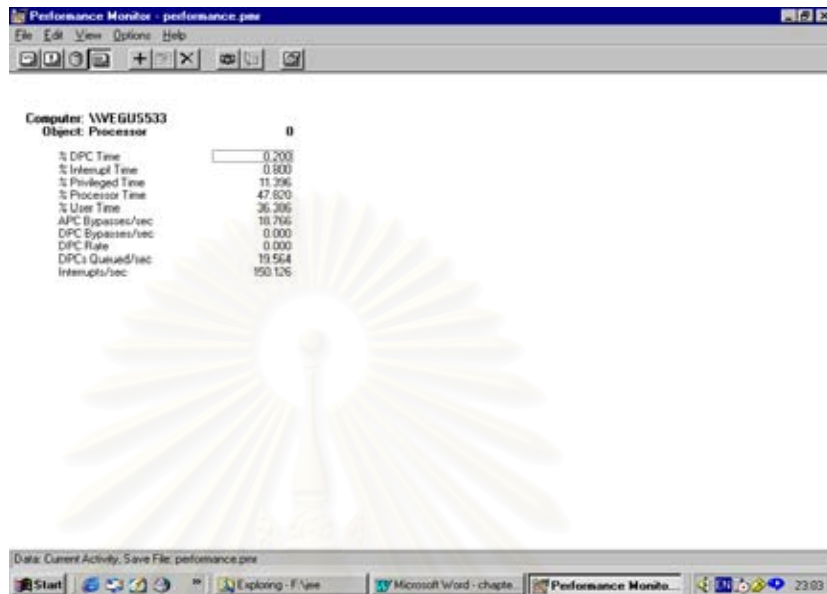 Performance Monitor - performance.pmr
File Edit View Options Help
Computer: \\VEGUS533
Object: Processor 0
% DPC Time 0.200
% Interrupt Time 0.800
% Privileged Time 11.396
% Processor Time 47.820
% User Time 36.386
APC Bypasses/sec 18.766
DPC Bypasses/sec 0.000
DPC Rate 0.000
DPCs Queued/sec 19.564
Interrupts/sec 150.126
Data: Current Activity, Save File: performance.pmr
Start Exploring - F:\jee Microsoft Word - chapte... Performance Monito... EN 23:03